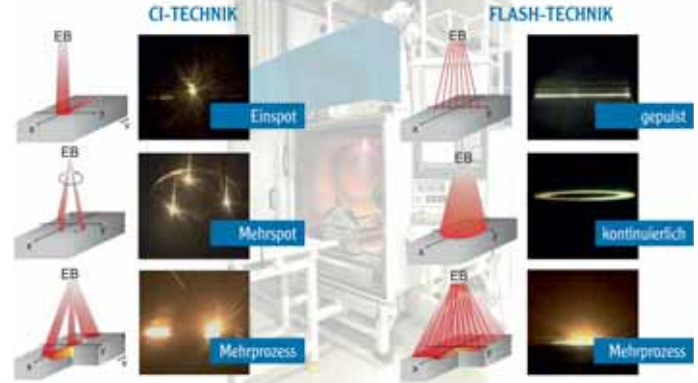 CI-TECHNIK
FLASH-TECHNIK
EB
Einspot
EB
gepulst
EB
Mehrspot
EB
kontinuierlich
EB
Mehrprozess
EB
Mehrprozess